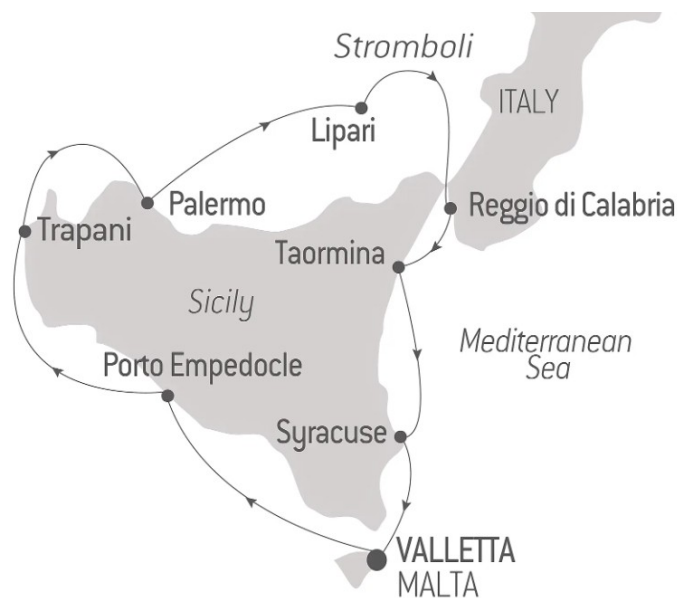 Stromboli
ITALY
Lipari
Palermo
Reggio di Calabria
Trapani
Taormina
Sicily
Mediterranean
Sea
Porto Empedocle
Syracuse
VALLETTA
MALTA